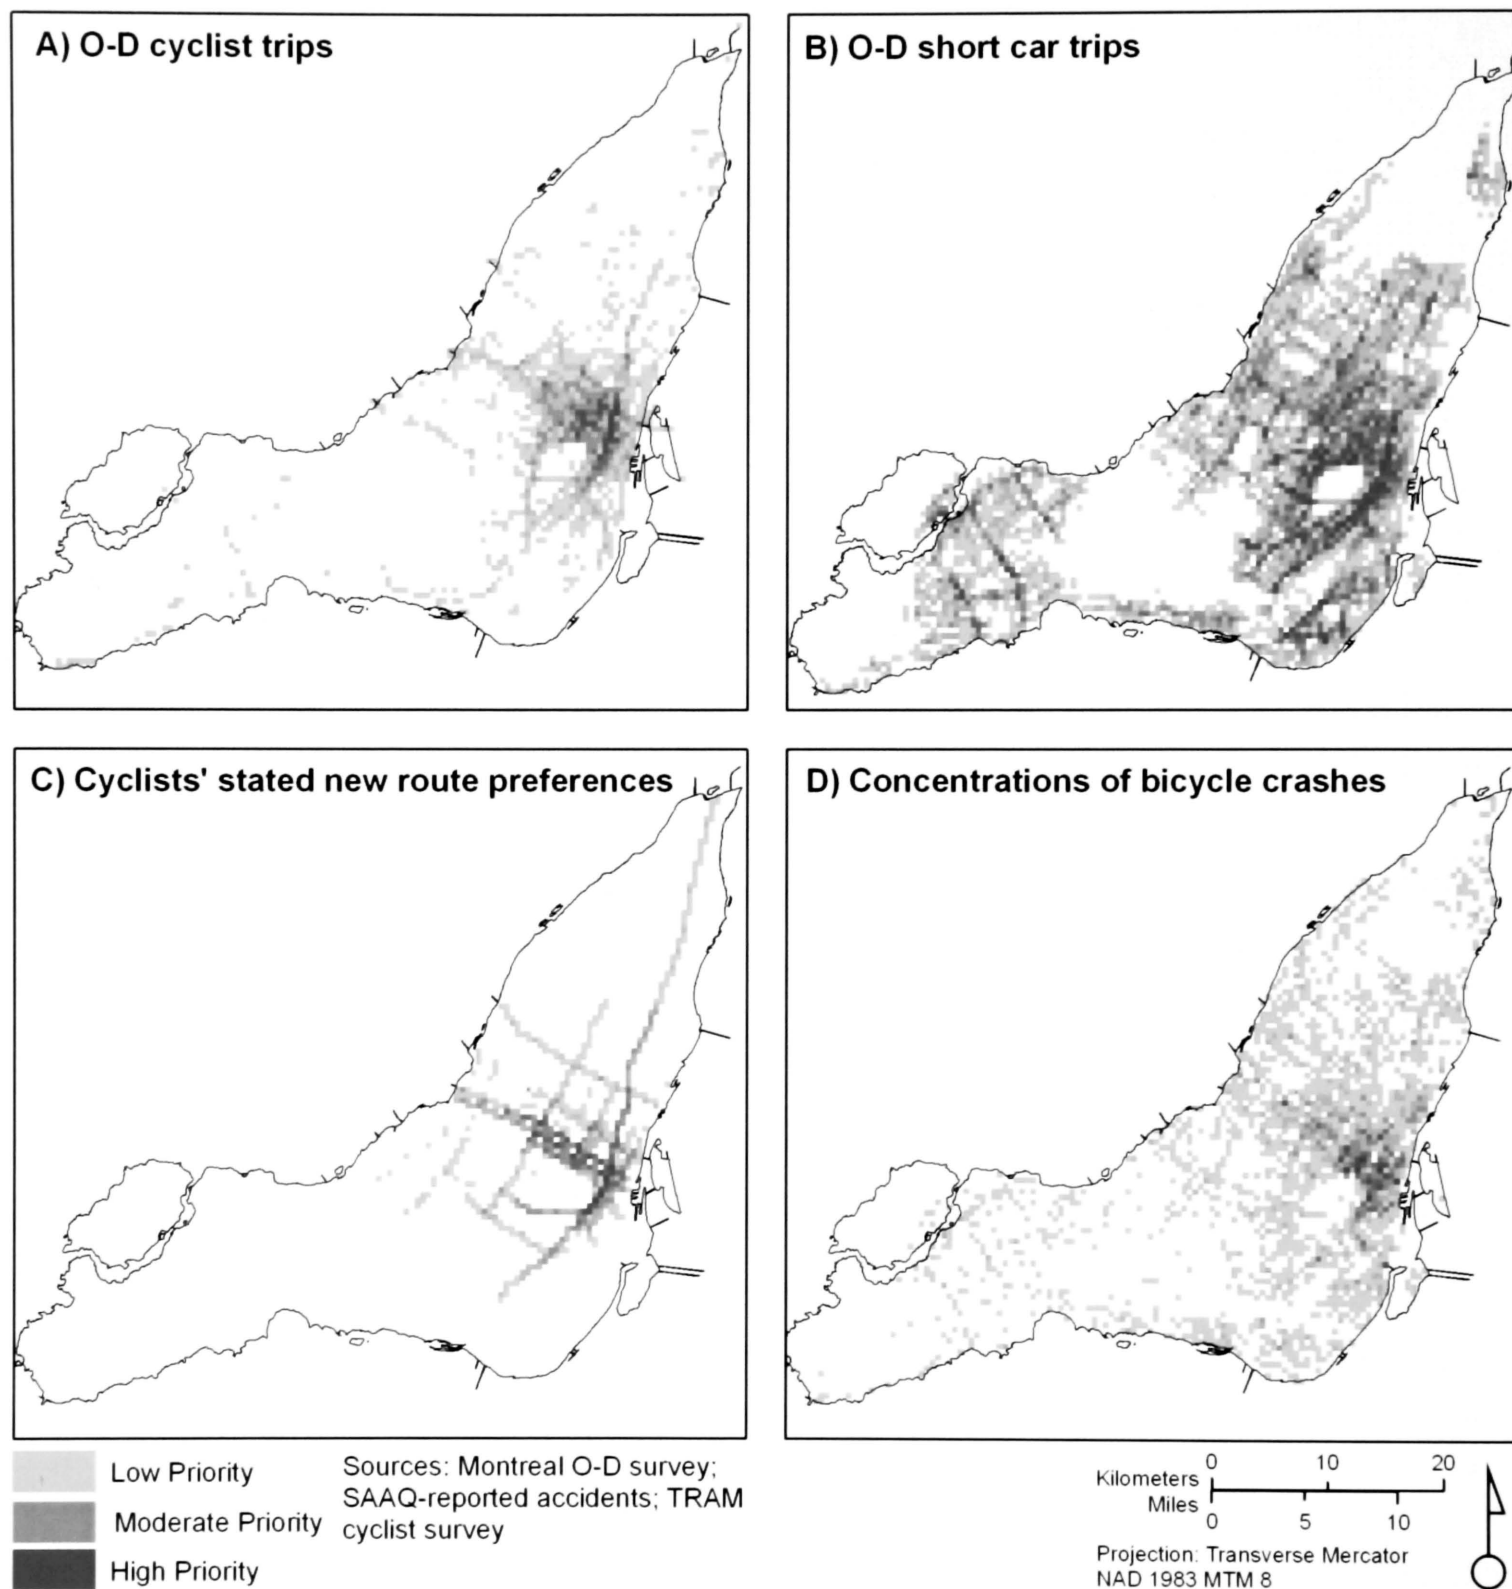 A) O-D cyclist trips
B) O-D short car trips
C) Cyclists' stated new route preferences
D) Concentrations of bicycle crashes
Low Priority
Moderate Priority
High Priority
Sources: Montreal O-D survey;
SAAQ-reported accidents; TRAM
cyclist survey
Kilometers
0 10 20
Miles
0 5 10
Projection: Transverse Mercator
NAD 1983 MTM 8